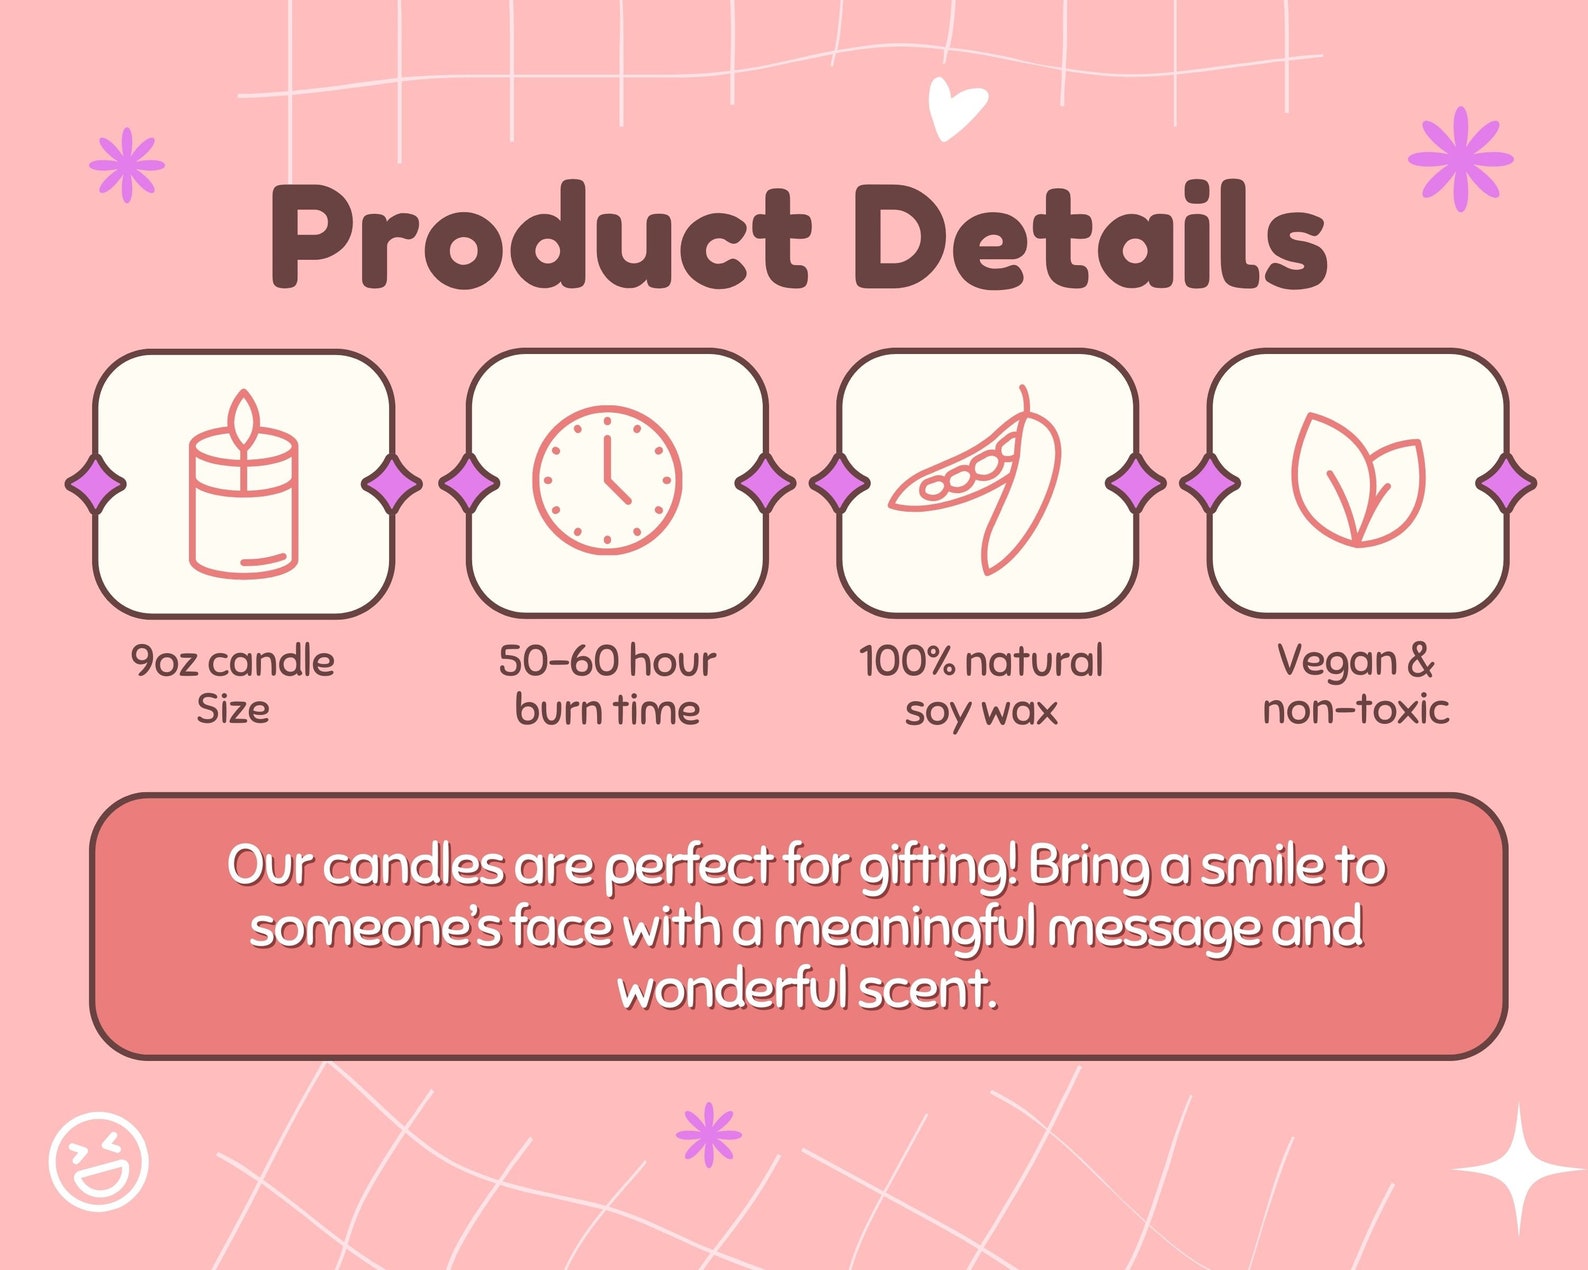 Product Details
9oz candle
Size
50-60 hour
burn time
100% natural
soy wax
Vegan &
non-toxic
Our candles are perfect for gifting! Bring a smile to
someone's face with a meaningful message and
wonderful scent.